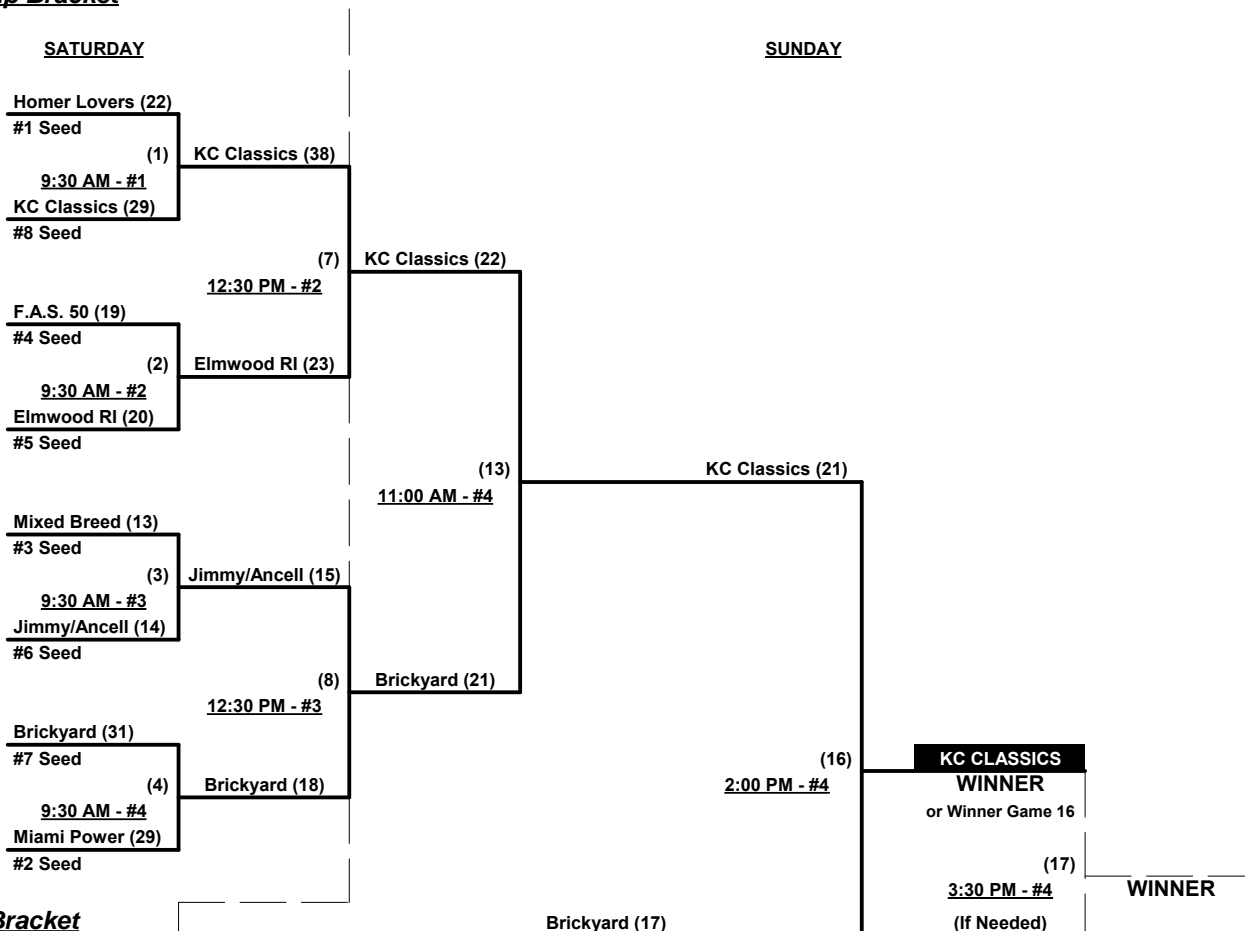 p Bracket
SATURDAY
SUNDAY
Homer Lovers (22)
#1 Seed
(1)
KC Classics (38)
9:30 AM - #1
KC Classics (29)
#8 Seed
(7)
KC Classics (22)
12:30 PM - #2
F.A.S. 50 (19)
#4 Seed
(2)
Elmwood RI (23)
9:30 AM - #2
Elmwood RI (20)
#5 Seed
(13)
KC Classics (21)
11:00 AM - #4
Mixed Breed (13)
#3 Seed
(3)
Jimmy/Ancell (15)
9:30 AM - #3
Jimmy/Ancell (14)
#6 Seed
(8)
Brickyard (21)
12:30 PM - #3
Brickyard (31)
#7 Seed
(4)
Brickyard (18)
9:30 AM - #4
Miami Power (29)
#2 Seed
(16)
KC CLASSICS
2:00 PM - #4
WINNER
or Winner Game 16
(17)
3:30 PM - #4
WINNER
(If Needed)
Bracket
Brickyard (17)